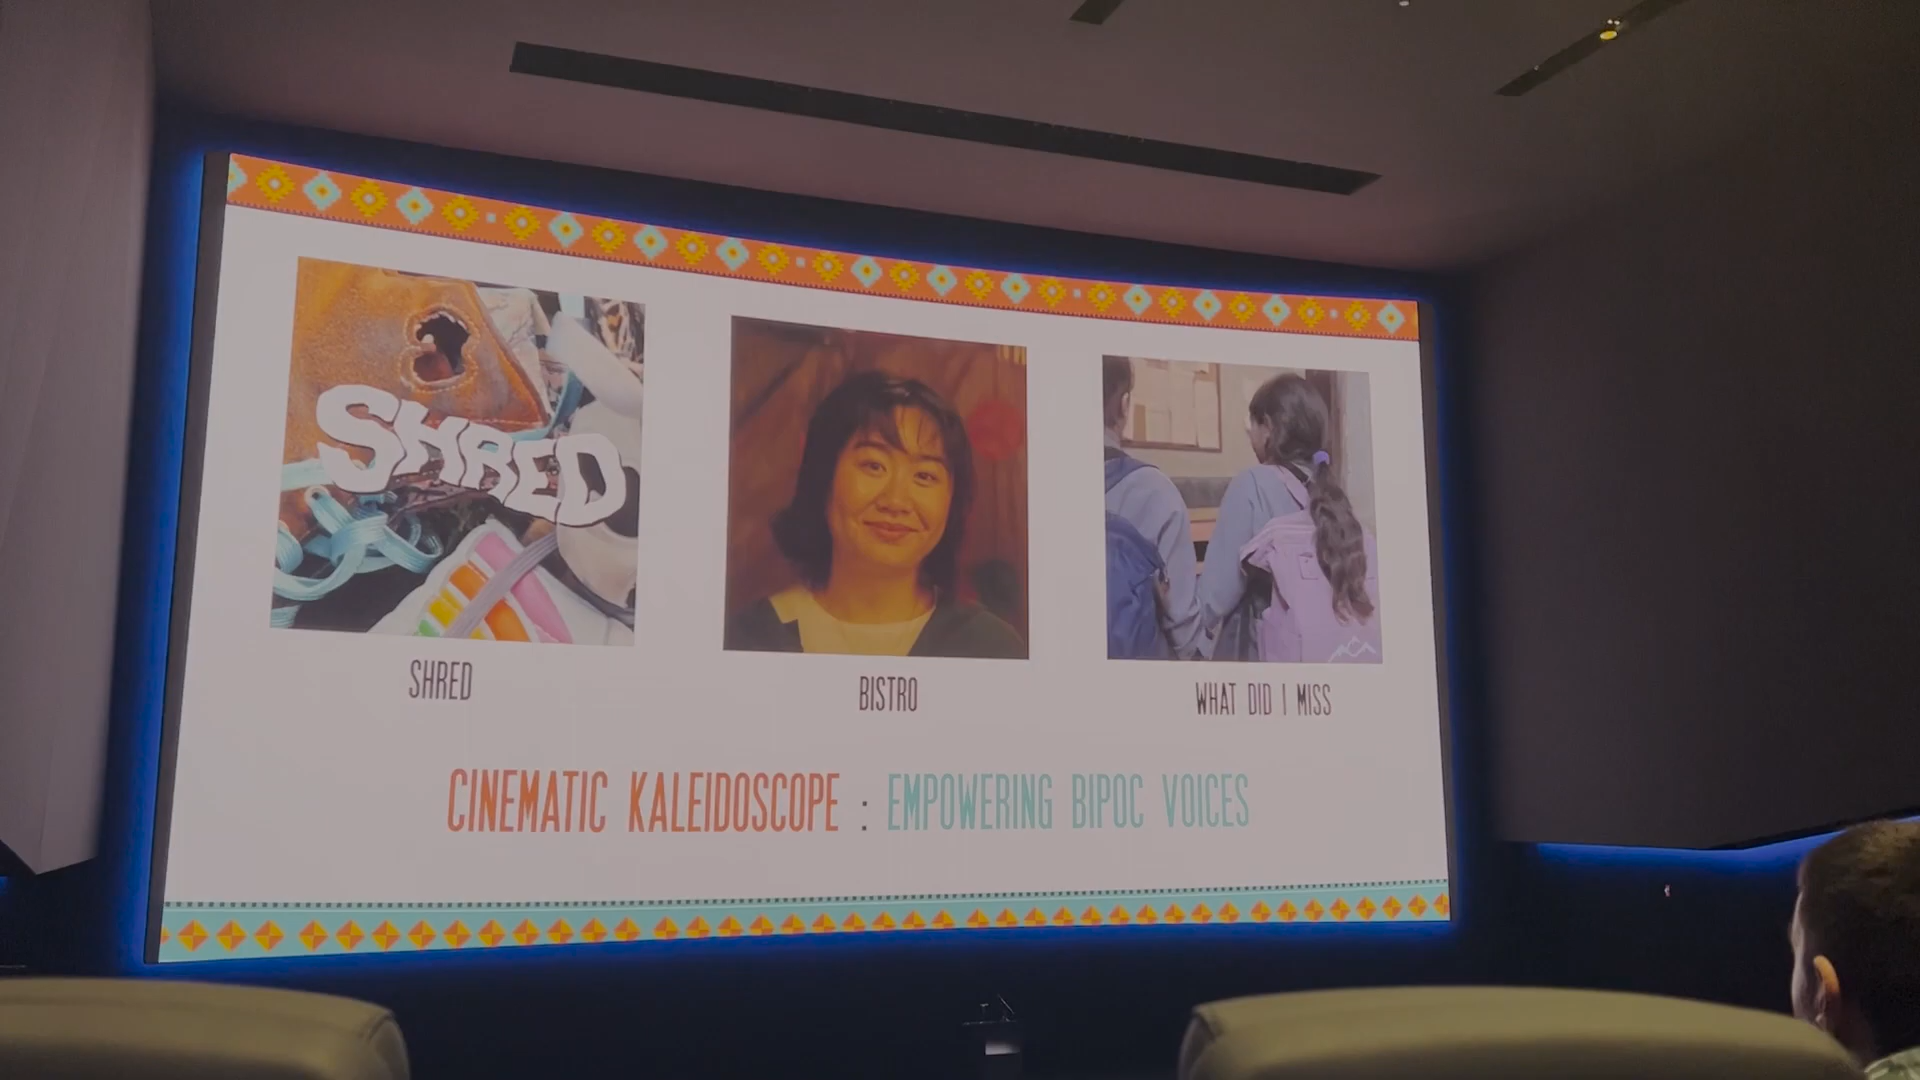 SHRED
SHRED
BISTRO
WHAT DID I MISS
CINEMATIC KALEIDOSCOPE : EMPOWERING BIPOC VOICES